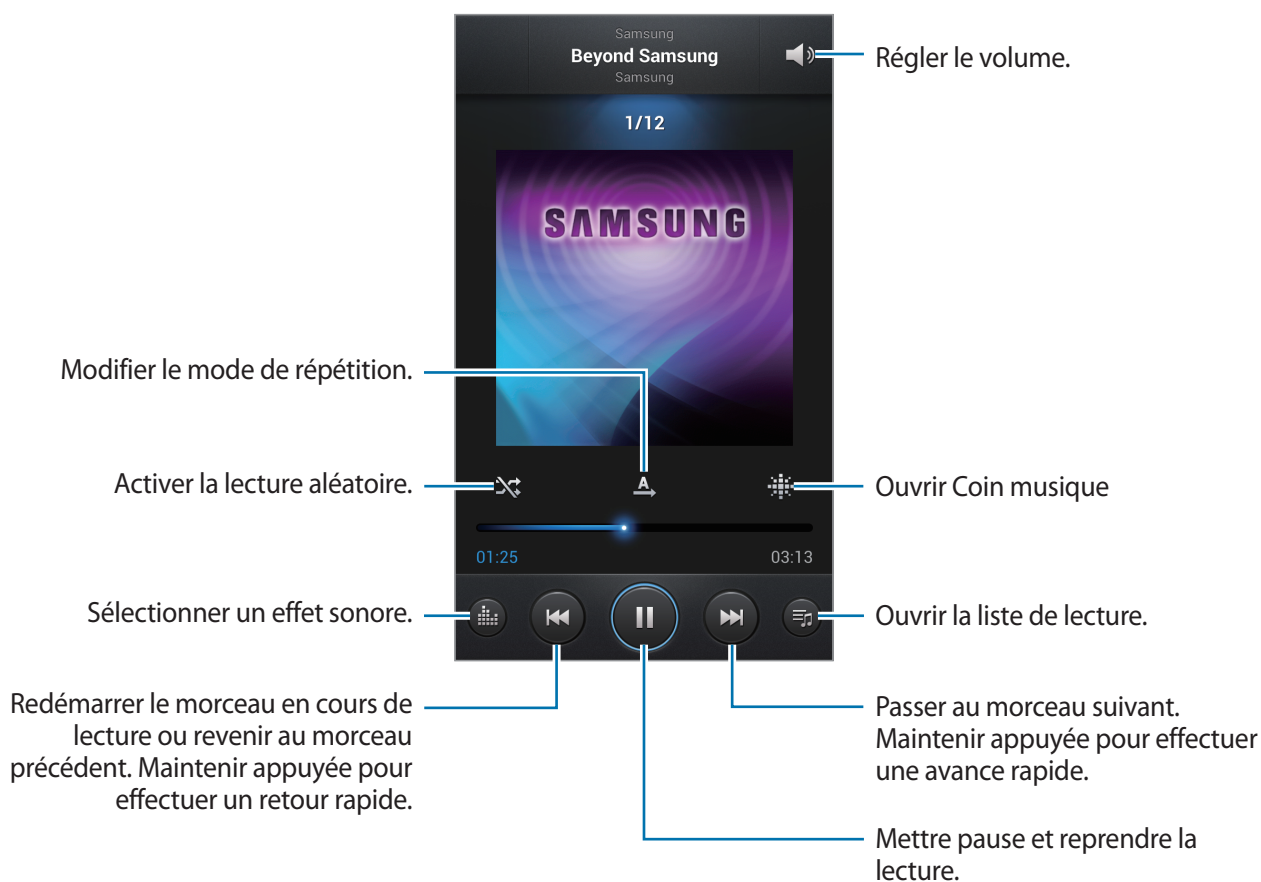 Samsung
Beyond Samsung
Samsung
Régler le volume.
1/12
SAMSUNG
Modifier le mode de répétition.
Activer la lecture aléatoire.
A
Ouvrir Coin musique
01:25
03:13
Sélectionner un effet sonore.
Ouvrir la liste de lecture.
Redémarrer le morceau en cours de
lecture ou revenir au morceau
précédent. Maintenir appuyée pour
effectuer un retour rapide.
Passer au morceau suivant.
Maintenir appuyée pour effectuer
une avance rapide.
Mettre pause et reprendre la
lecture.